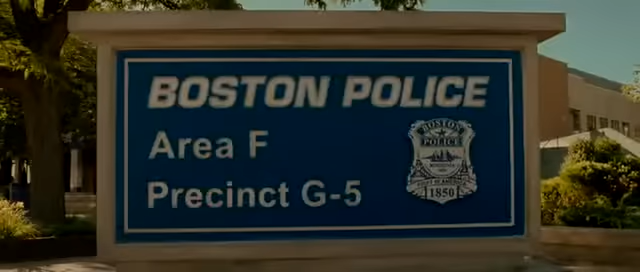 BOSTON POLICE
Area F
Precinct G-5
BOSTON
POLICE
1850